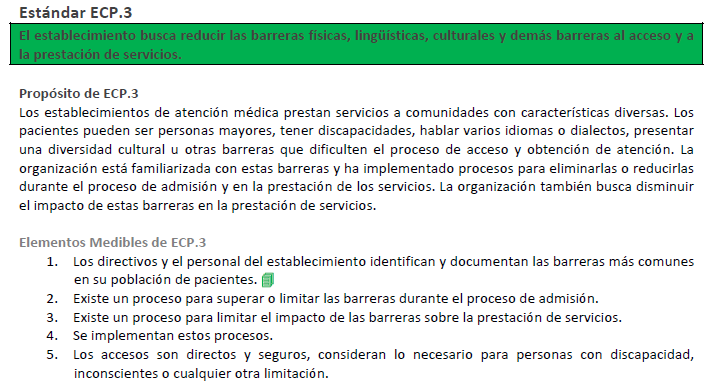 Estándar ECP.3
El establecimiento busca reducir las barreras físicas, lingüísticas, culturales y demás barreras al acceso y a
la prestación de servicios.
Propósito de ECP.3
Los establecimientos de atención médica prestan servicios a comunidades con características diversas. Los
pacientes pueden ser personas mayores, tener discapacidades, hablar varios idiomas o dialectos, presentar
una diversidad cultural u otras barreras que dificulten el proceso de acceso y obtención de atención. La
organización está familiarizada con estas barreras y ha implementado procesos para eliminarlas o reducirlas
durante el proceso de admisión y en la prestación de los servicios. La organización también busca disminuir
el impacto de estas barreras en la prestación de servicios.
Elementos Medibles de ECP.3
1. Los directivos y el personal del establecimiento identifican y documentan las barreras más comunes
en su población de pacientes.
2. Existe un proceso para superar o limitar las barreras durante el proceso de admisión.
3. Existe un proceso para limitar el impacto de las barreras sobre la prestación de servicios.
4. Se implementan estos procesos.
5. Los accesos son directos y seguros, consideran lo necesario para personas con discapacidad,
inconscientes o cualquier otra limitación.